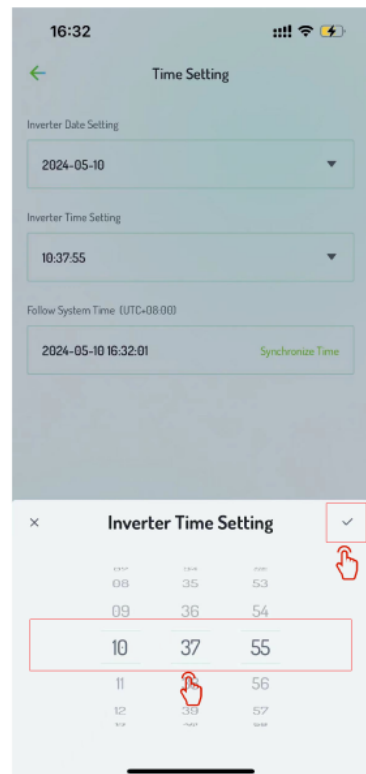 16:32
Time Setting
Inverter Date Setting
2024-05-10
Inverter Time Setting
10:37:55
Follow System Time (UTC+08:00)
2024-05-10 16:32:01 Synchronize Time
Inverter Time Setting
08 35 53
09 36 54
10 37 55
11 56
12 39 57